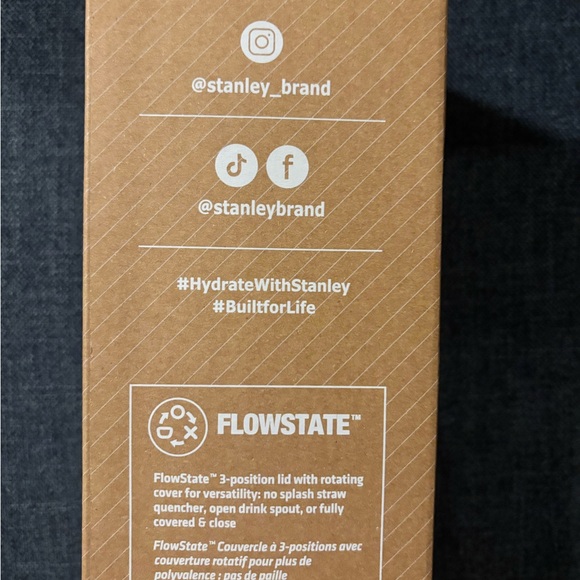 @stanley_brand
@stanleybrand
#HydrateWithStanley
#BuiltforLife
FLOWSTATE™
FlowState™ 3-position lid with rotating
cover for versatility: no splash straw
quencher, open drink spout, or fully
covered & close
FlowState™ Couvercle à 3-positions avec
couverture rotatif pour plus de
polyvalence : pas de paille